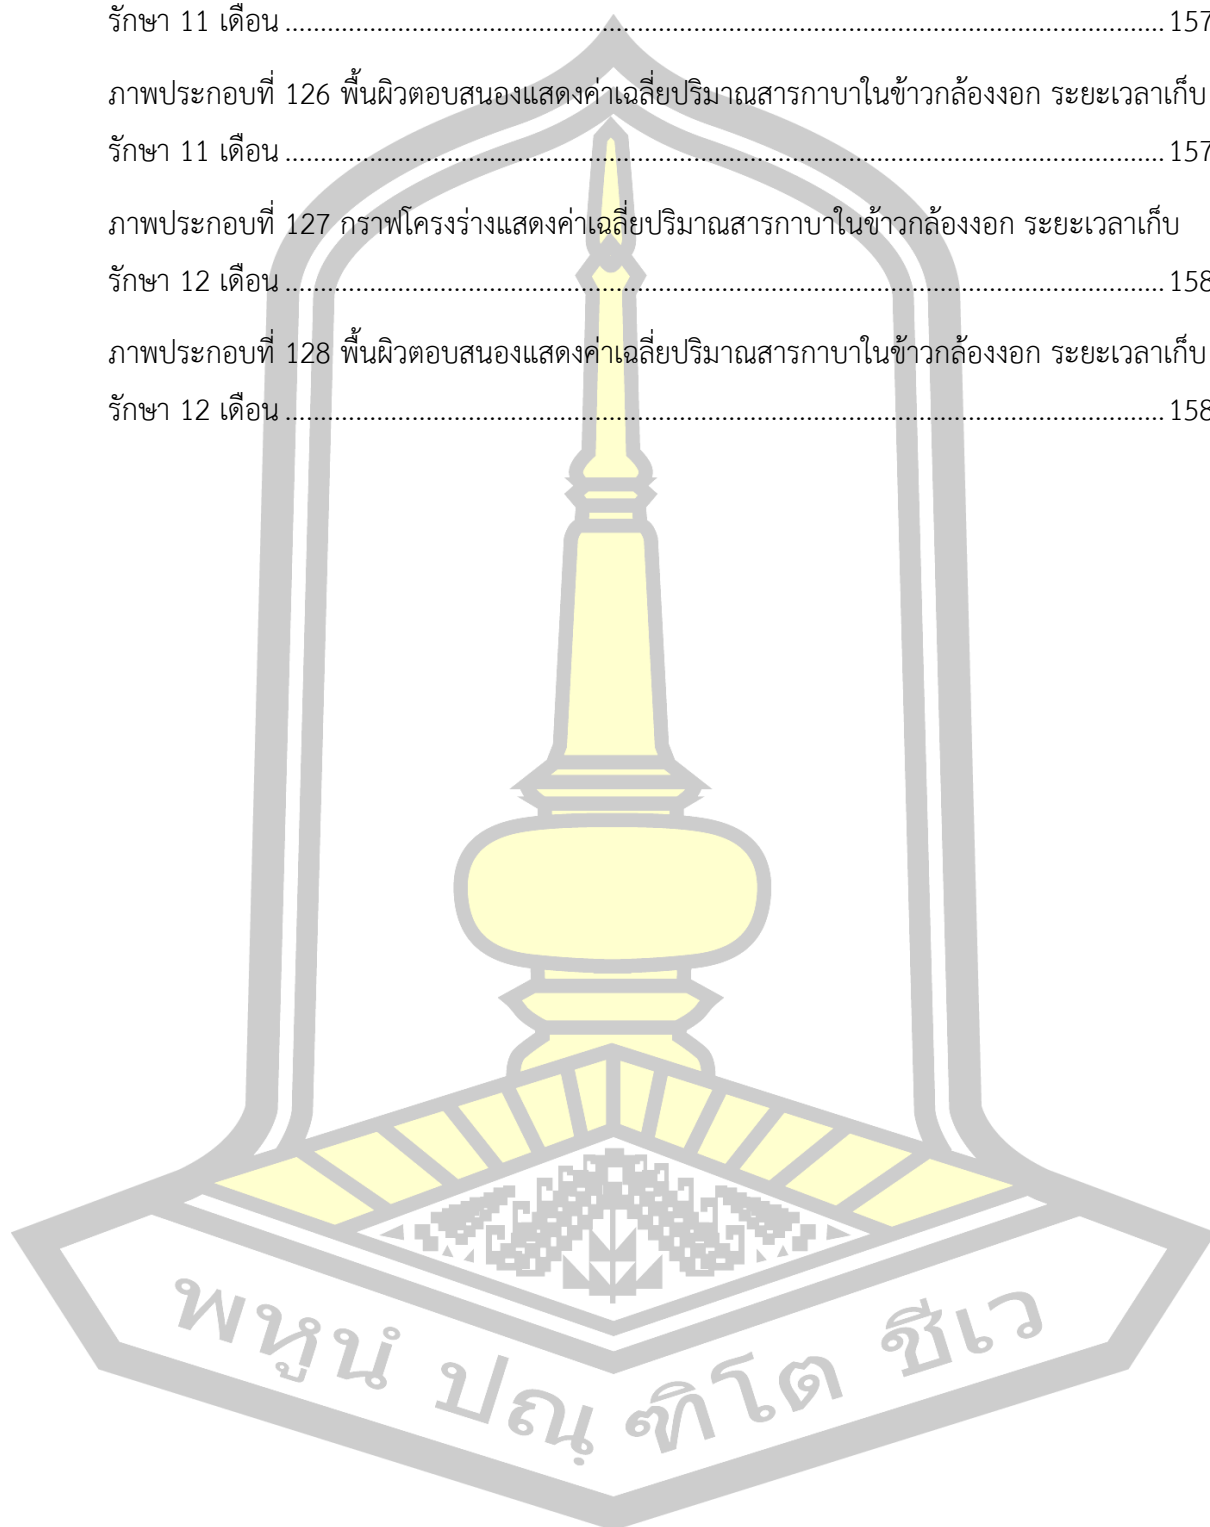 รักษา 11 เดือน ........................................................................................................................ 157
ภาพประกอบที่ 126 พื้นผิวตอบสนองแสดงค่าเฉลี่ยปริมาณสารกาบาในข้าวกล้องงอก ระยะเวลาเก็บ
รักษา 11 เดือน ........................................................................................................................ 157
ภาพประกอบที่ 127 กราฟโครงร่างแสดงค่าเฉลี่ยปริมาณสารกาบาในข้าวกล้องงอก ระยะเวลาเก็บ
รักษา 12 เดือน ........................................................................................................................ 158
ภาพประกอบที่ 128 พื้นผิวตอบสนองแสดงค่าเฉลี่ยปริมาณสารกาบาในข้าวกล้องงอก ระยะเวลาเก็บ
รักษา 12 เดือน ........................................................................................................................ 158
พหูนํ ปณฺฑิโต ชีเว